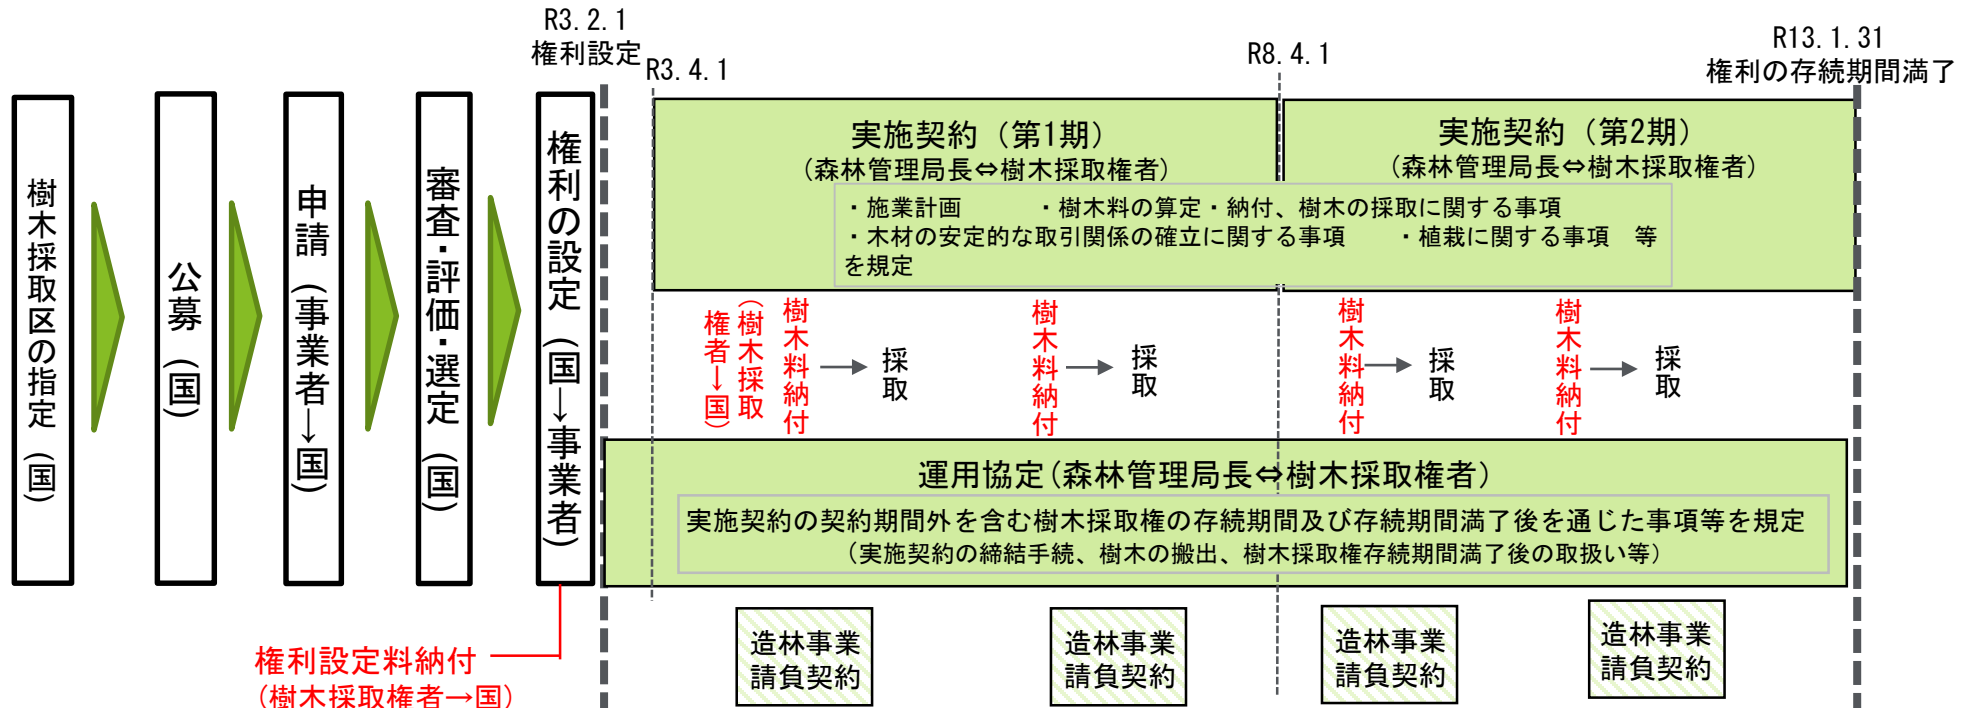 R3.2.1
権利設定
R3.4.1
R8.4.1
R13.1.31
権利の存続期間満了
樹木採取区の指定（国）
公募（国）
申請（事業者→国）
審査・評価・選定（国）
権利の設定（国→事業者）
実施契約（第1期）
（森林管理局長⇔樹木採取権者）
実施契約（第2期）
（森林管理局長⇔樹木採取権者）
・施業計画　　　・樹木料の算定・納付、樹木の採取に関する事項
・木材の安定的な取引関係の確立に関する事項　　・植栽に関する事項　等
を規定
樹木料納付
（樹木採取
権者→国）
→
採取
樹木料納付
→
採取
樹木料納付
→
採取
樹木料納付
→
採取
運用協定（森林管理局長⇔樹木採取権者）
実施契約の契約期間外を含む樹木採取権の存続期間及び存続期間満了後を通じた事項等を規定
（実施契約の締結手続、樹木の搬出、樹木採取権存続期間満了後の取扱い等）
権利設定料納付
（樹木採取権者→国）
造林事業
請負契約
造林事業
請負契約
造林事業
請負契約
造林事業
請負契約